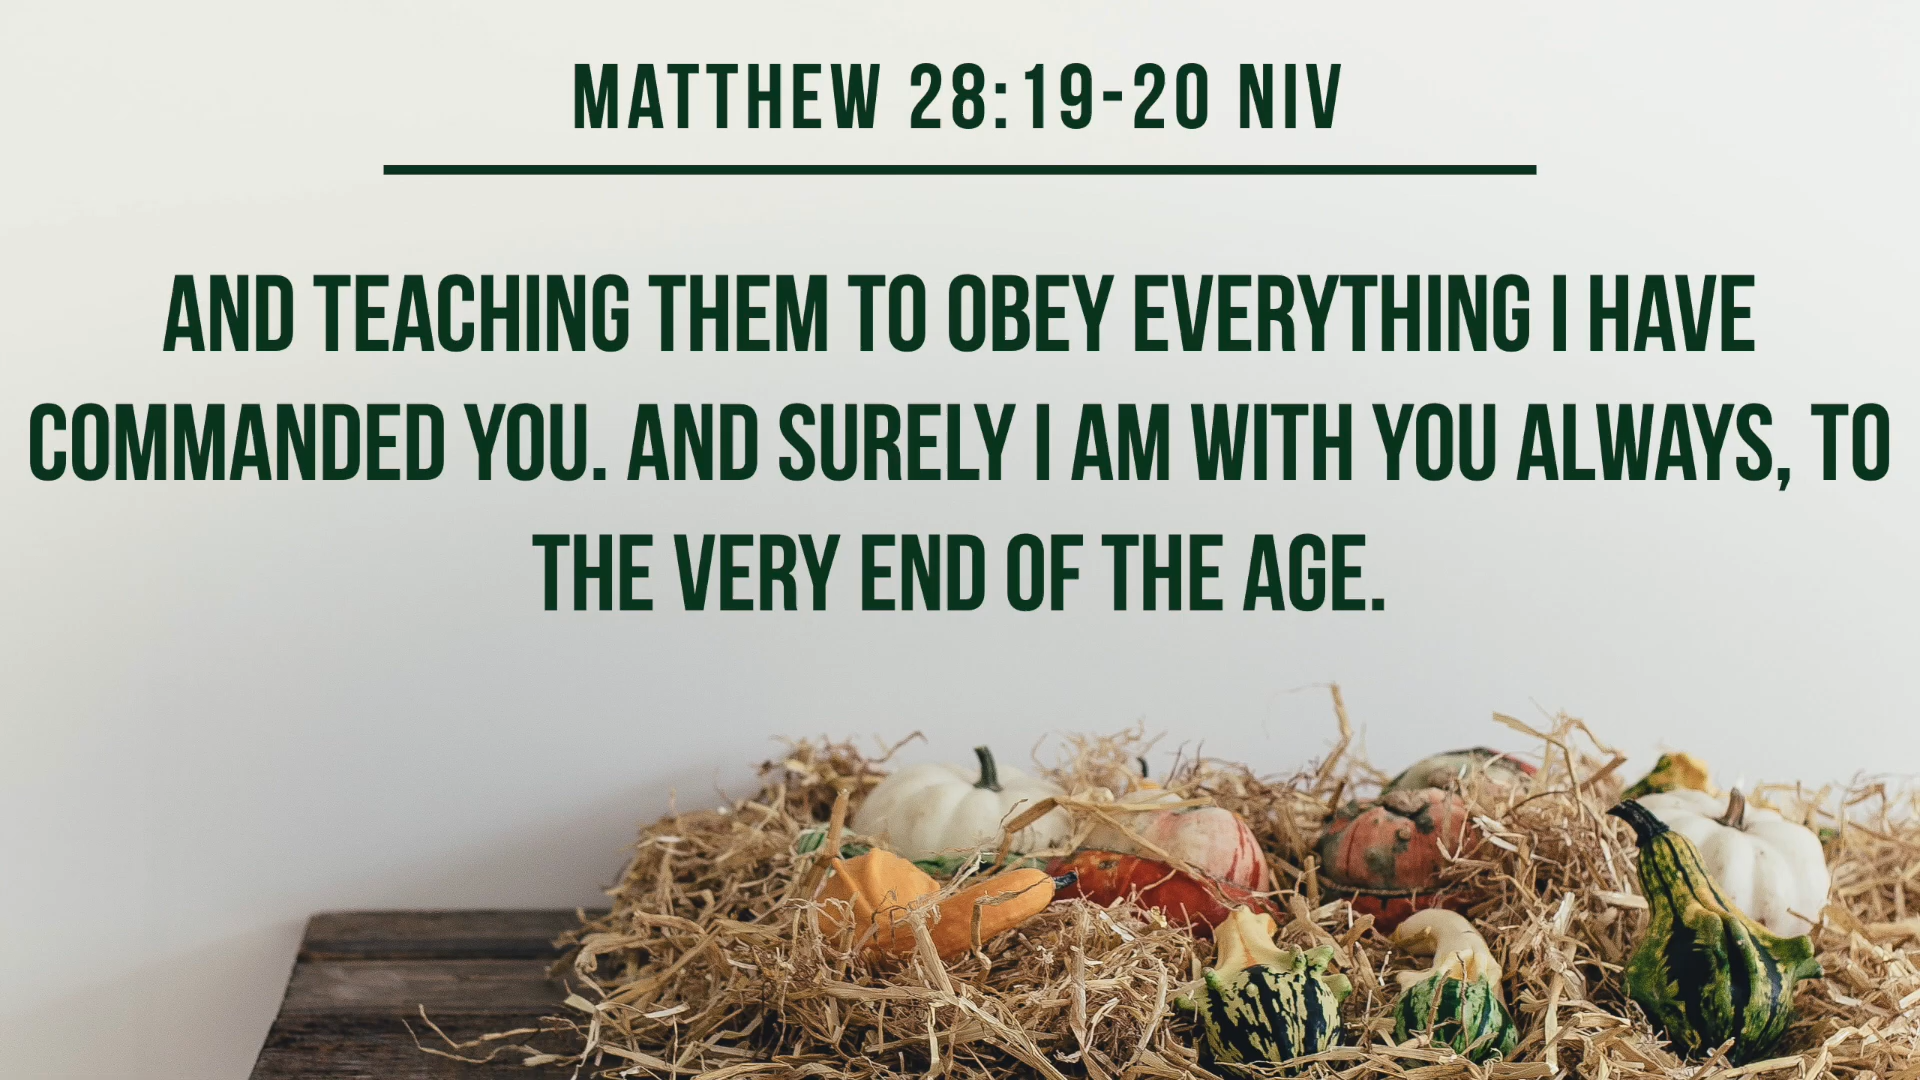 MATTHEW 28:19-20 NIV
AND TEACHING THEM TO OBEY EVERYTHING I HAVE
COMMANDED YOU. AND SURELY I AM WITH YOU ALWAYS, TO
THE VERY END OF THE AGE.